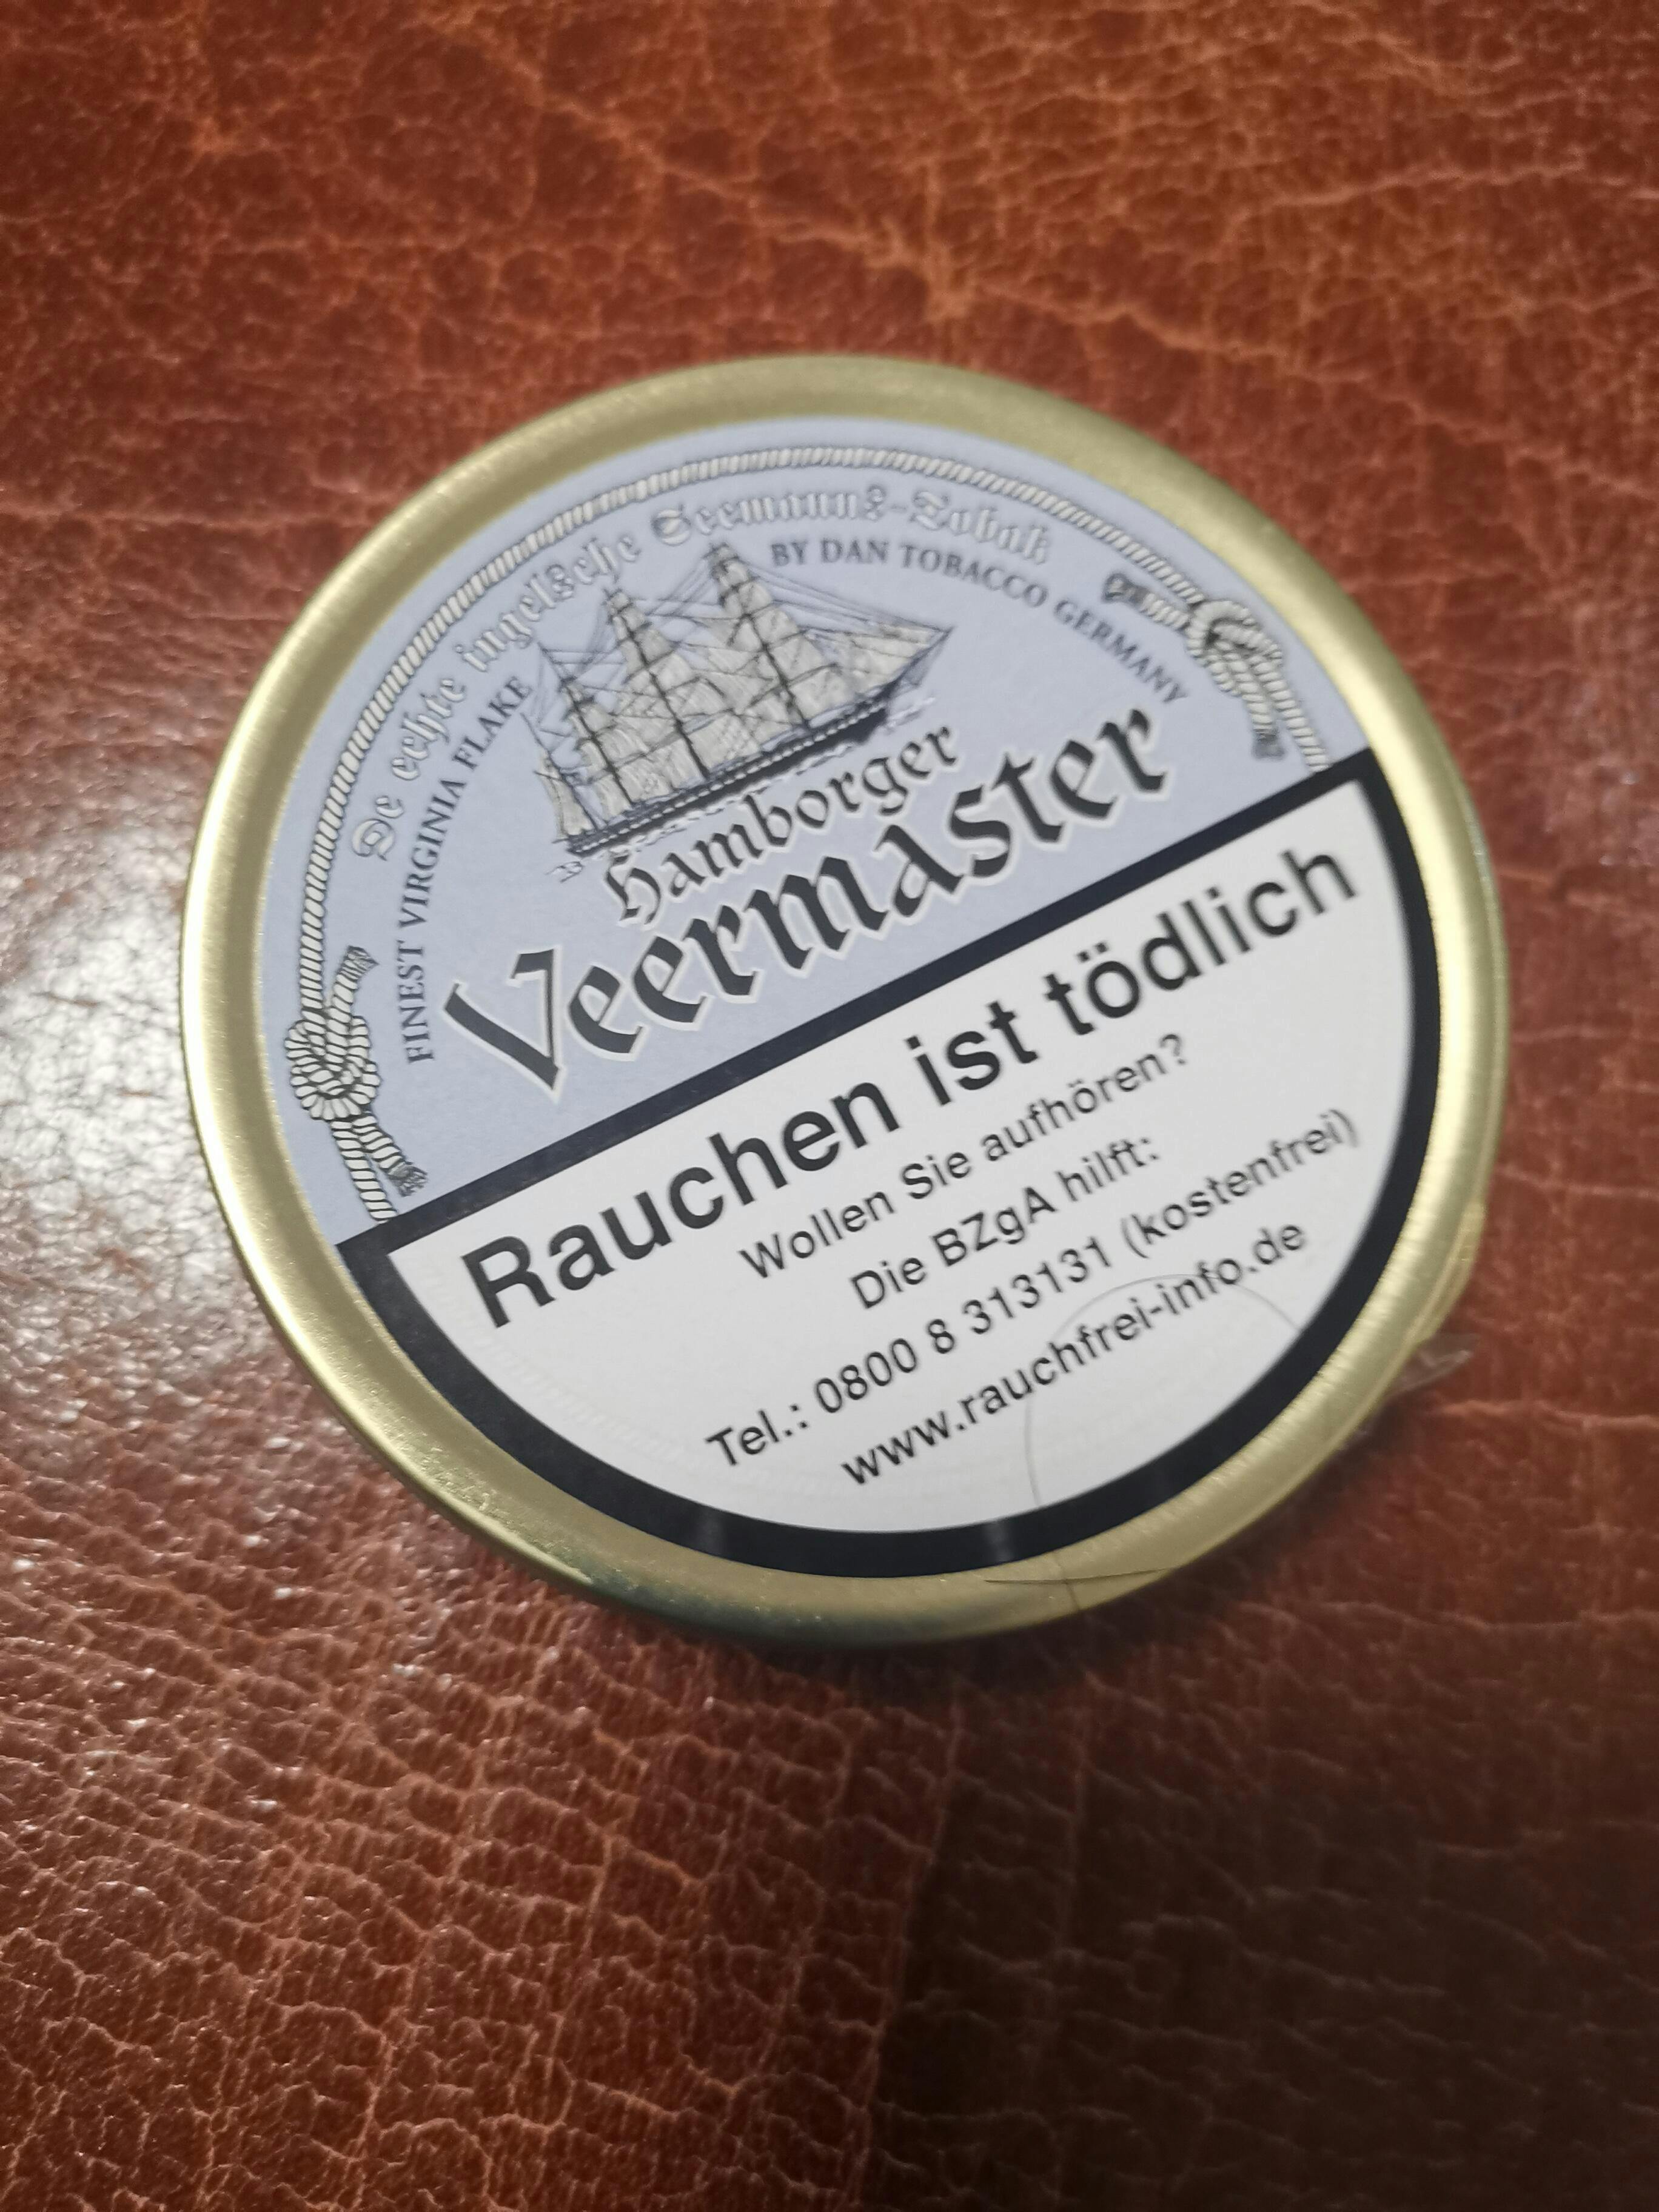 De echte ingelsche Seemanns-Tobak
FINEST VIRGINIA FLAKE
BY DAN TOBACCO GERMANY
Hamborger
Veermaster
Rauchen ist tödlich
Wollen Sie aufhören?
Die BZgA hilft:
Tel.: 0800 8 313131 (kostenfrei)
www.rauchfrei-info.de